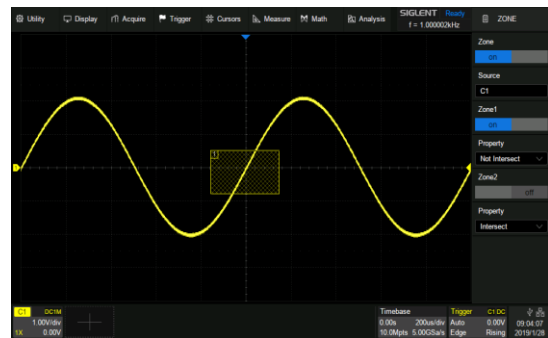 Utility Display Acquire Trigger Cursors Measure Math Analysis SIGLENT Ready ZONE
f = 1.000002kHz
Zone
on
Source
C1
Zone1
on
Property
Not Intersect
Zone2
off
Property
Intersect
1
C1 DC1M
1.00V/div
1X 0.00V
Timebase
0.00s 200us/div
10.0Mpts 5.00GSa/s
Trigger C1 DC
Auto 0.00V
Edge Rising
09:04:07
2019/1/28